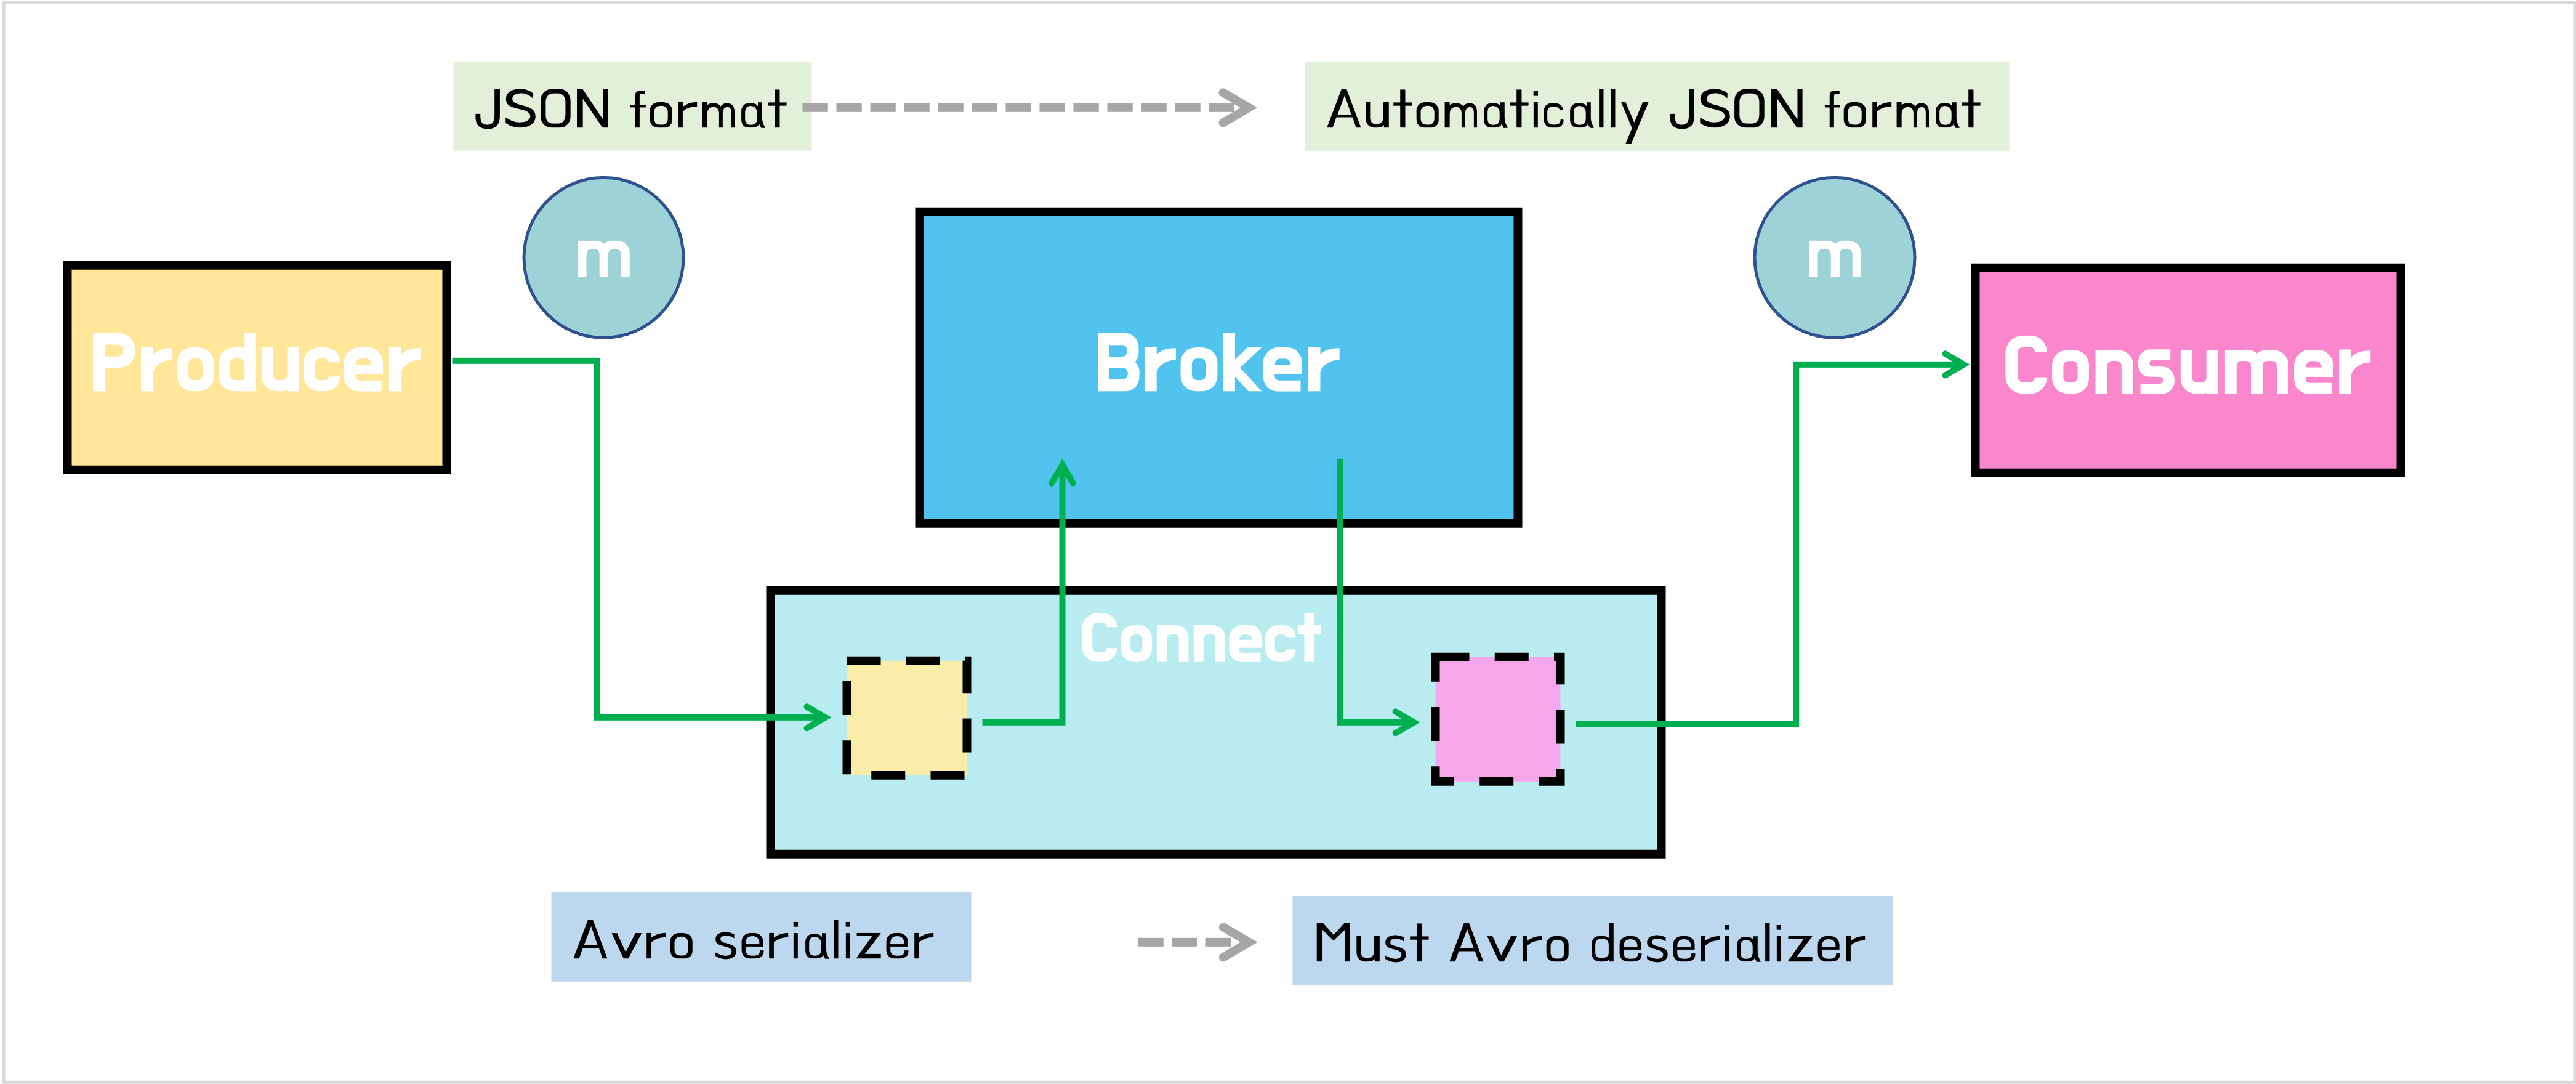 JSON format
Automatically JSON format
m
m
Producer
Broker
Consumer
Connect
Avro serializer
Must Avro deserializer